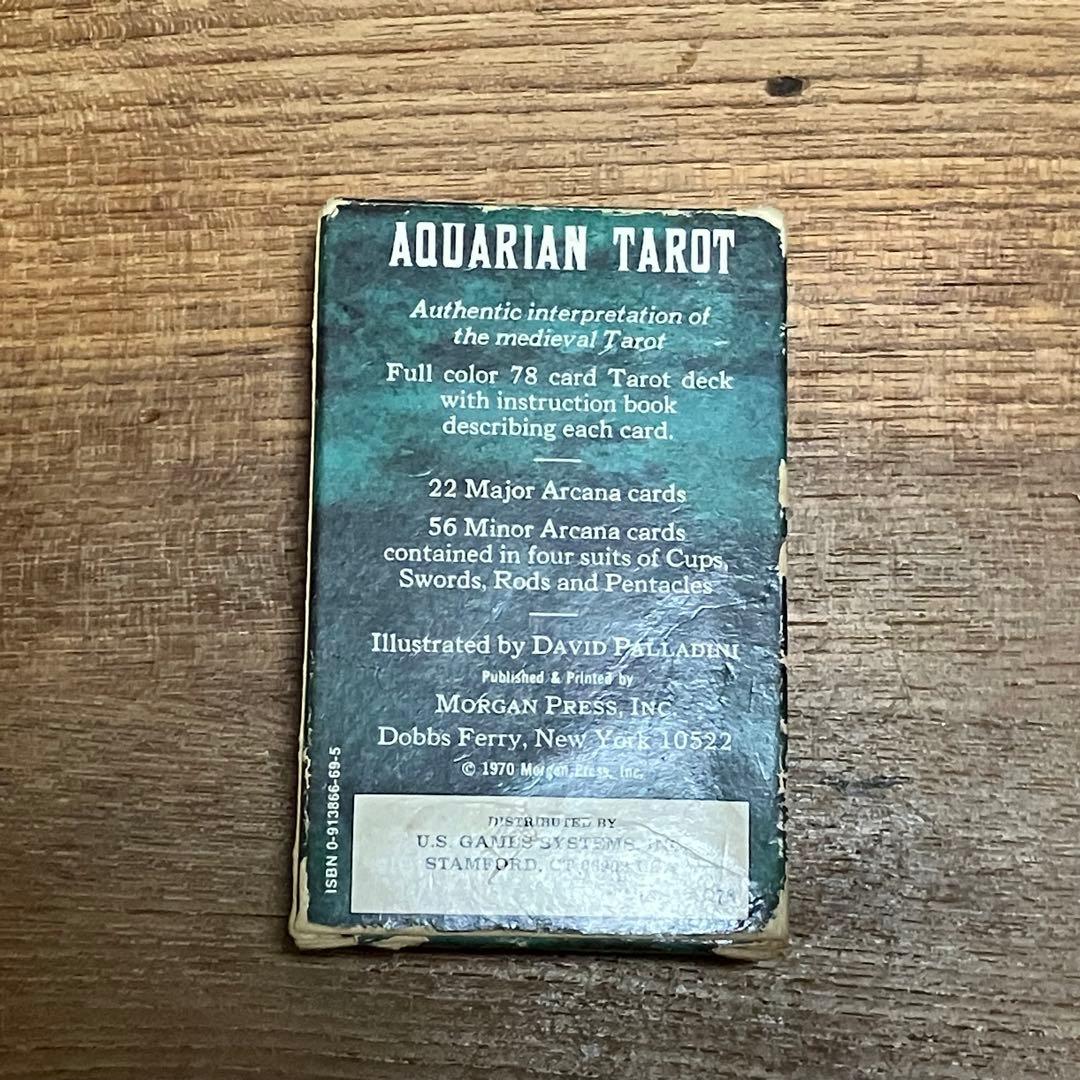 AQUARIAN TAROT
Authentic interpretation of
the medieval Tarot
Full color 78 card Tarot deck
with instruction book
describing each card.
22 Major Arcana cards
56 Minor Arcana cards
contained in four suits of Cups,
Swords, Rods and Pentacles
Illustrated by DAVID PALLADINI
Published & Printed by
MORGAN PRESS, INC
Dobbs Ferry, New York 10522
© 1970 Morgan Press, Inc.
ISBN 0-913866-69-5
DISTRIBUTED BY
U.S. GAMES SYSTEMS, INC.
STAMFORD, CT